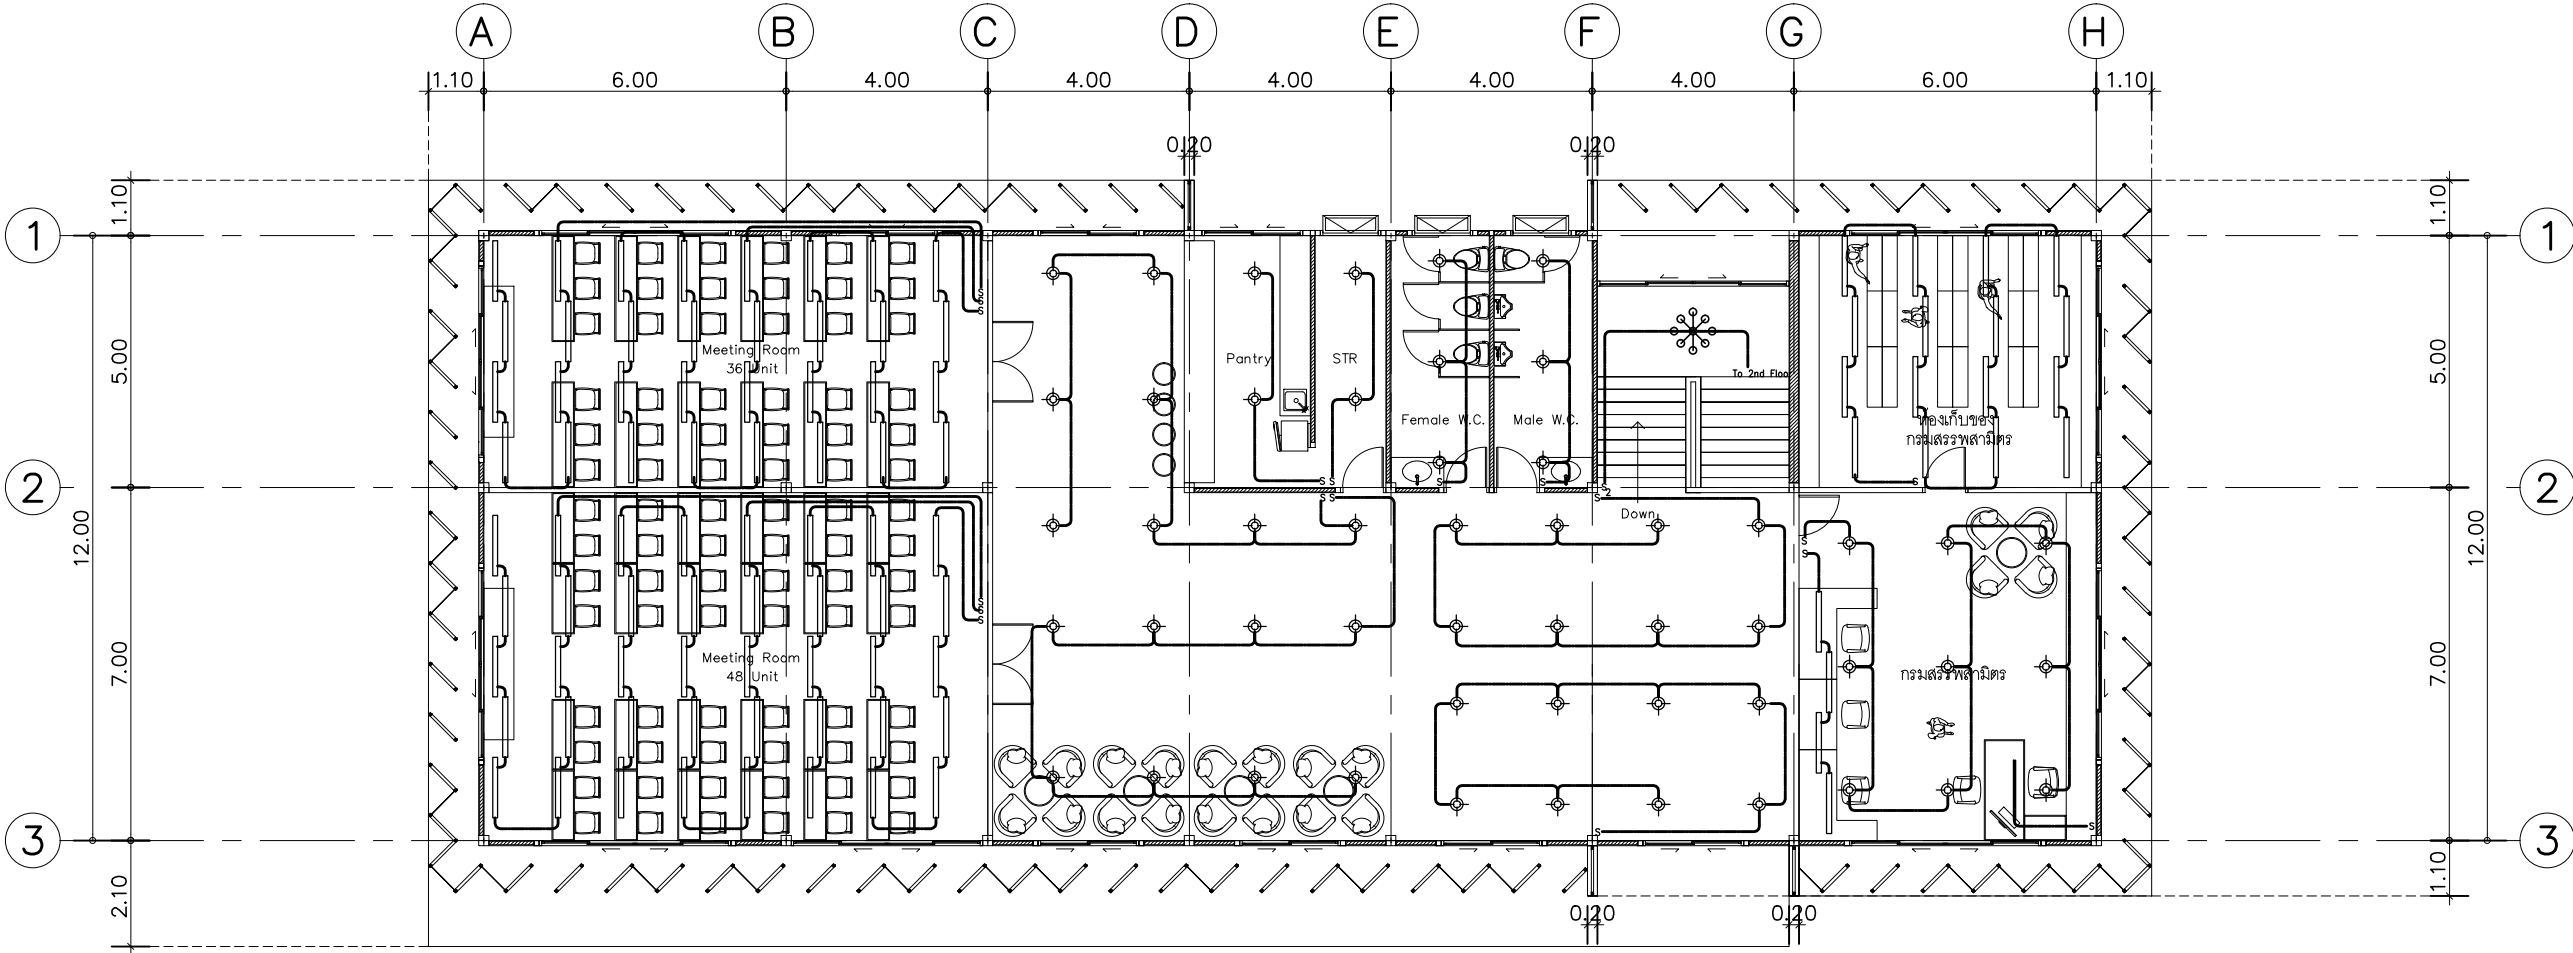 A B C D E F G H
1.10 6.00 4.00 4.00 4.00 4.00 4.00 6.00 1.10
0.20 0.20
1.10 1.10
1 1
5.00 5.00
Meeting Room
36 Unit
Pantry STR
To 2nd Floo
Female W.C. Male W.C.
ห้องเก็บของ
กรมสรรพสามิตร
S S S
S S S S S 2 S
2 2
S S
Down
12.00 12.00
S S
S S S
7.00 7.00
Meeting Room
48 Unit
กรมสรรพสามิตร
S S
3 3
2.10 1.10
0.20 0.20